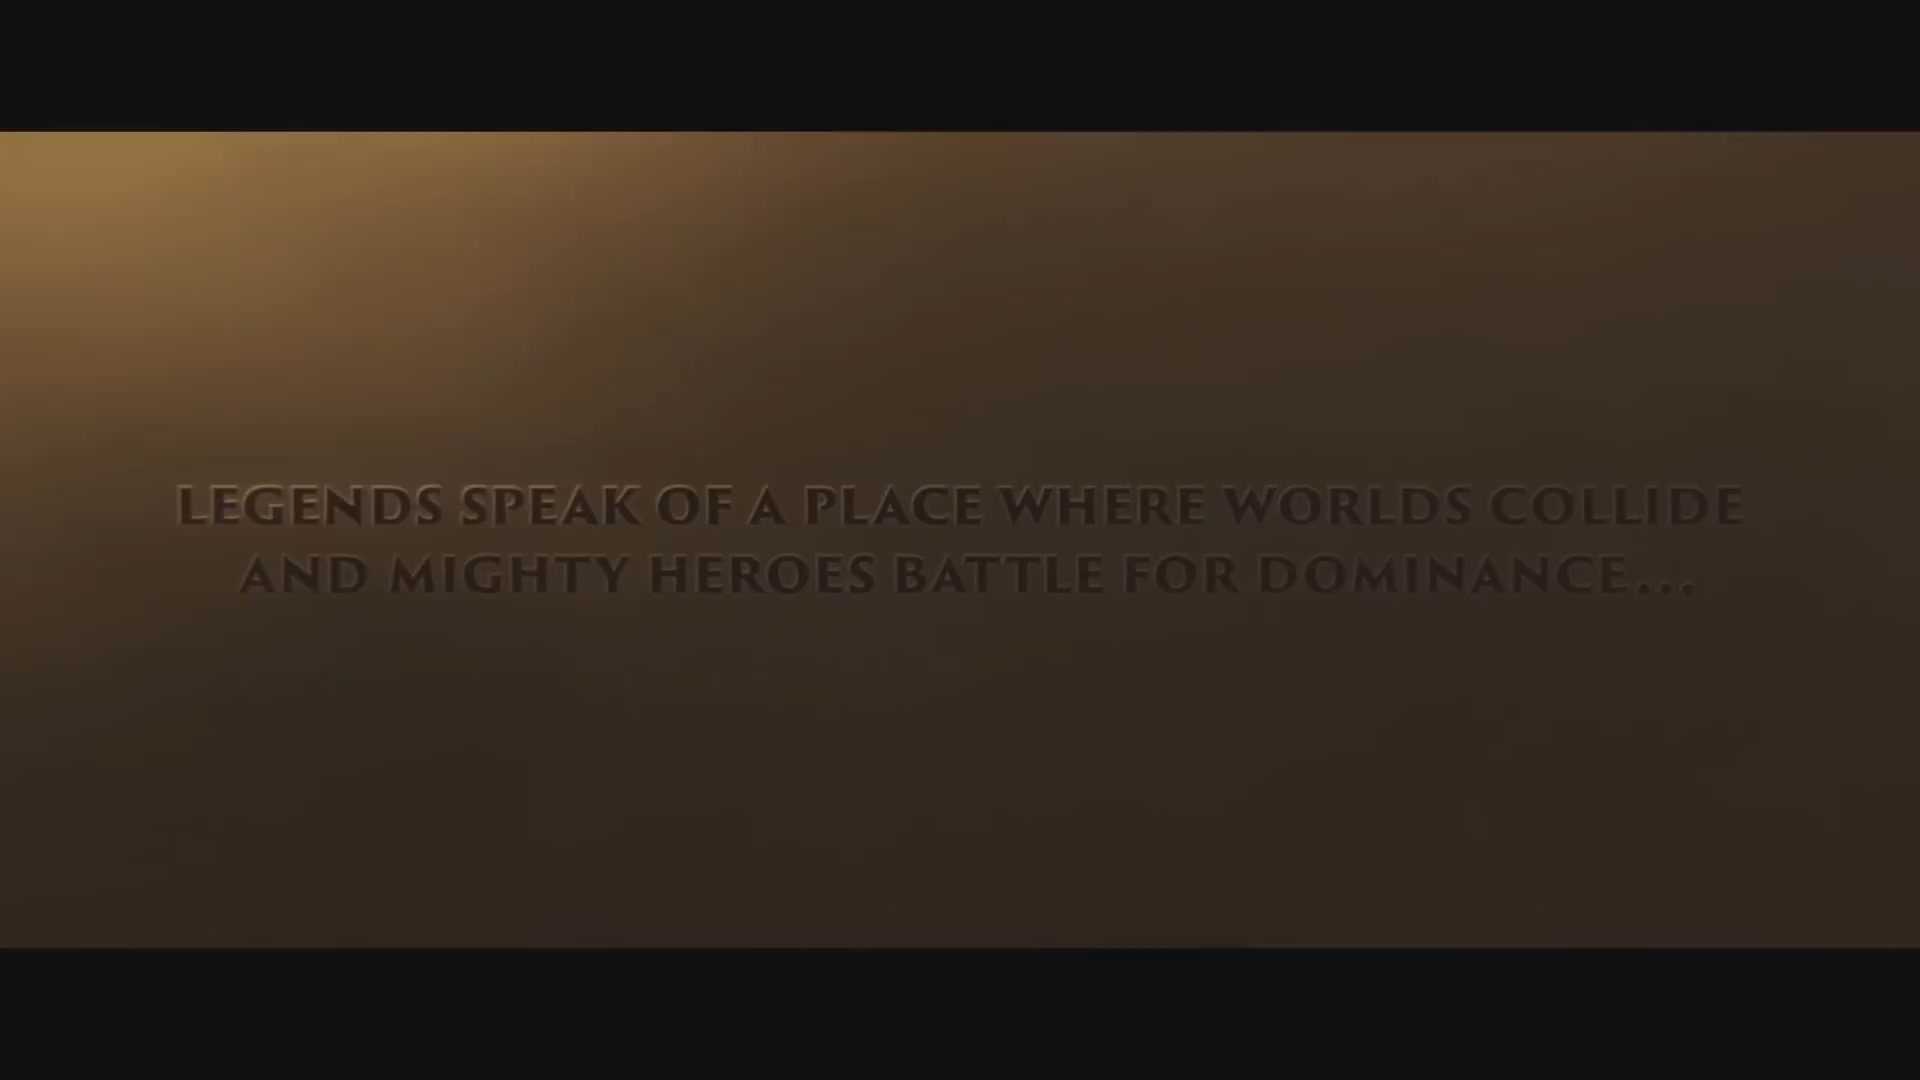 LEGENDS SPEAK OF A PLACE WHERE WORLDS COLLIDE
AND MIGHTY HEROES BATTLE FOR DOMINANCE...